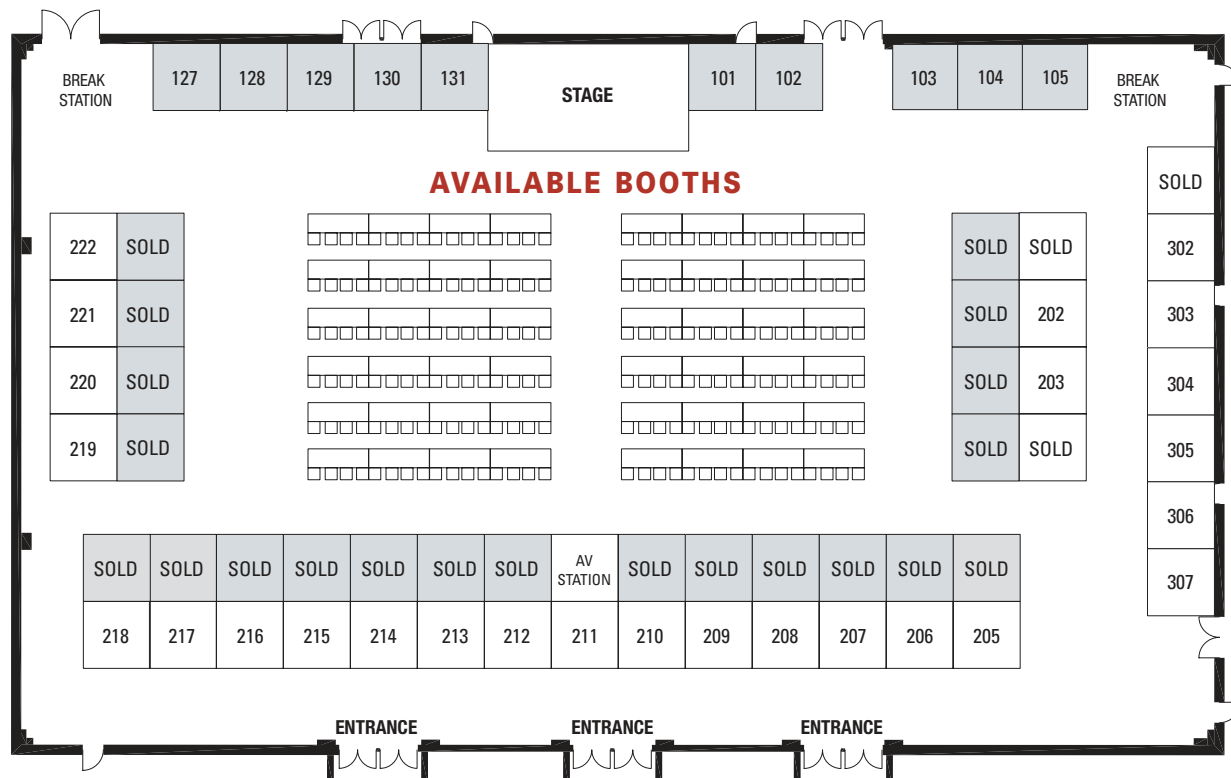 127 128 129 130 131
STAGE
101 102
103 104 105
BREAK
STATION
BREAK
STATION
AVAILABLE BOOTHS
222 SOLD
221 SOLD
220 SOLD
219 SOLD
SOLD SOLD
SOLD 202
SOLD 203
SOLD SOLD
SOLD
302
303
304
305
306
307
SOLD SOLD SOLD SOLD SOLD SOLD SOLD
AV
STATION
SOLD SOLD SOLD SOLD SOLD SOLD
218 217 216 215 214 213 212 211 210 209 208 207 206 205
ENTRANCE ENTRANCE ENTRANCE